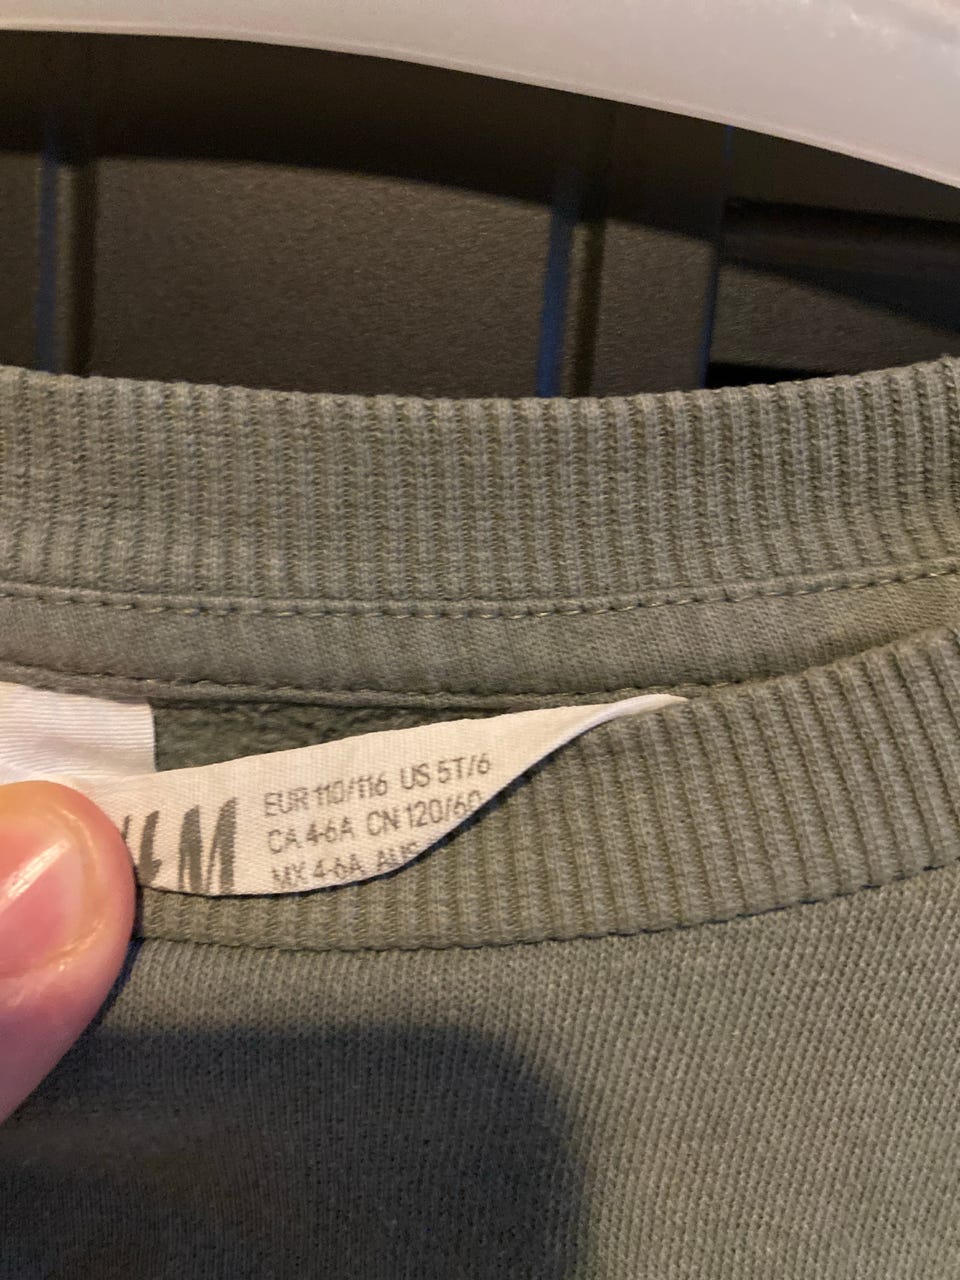 EUR 110/116 US 5T/6
CA 4-6A CN 120/60
MX 4-6A